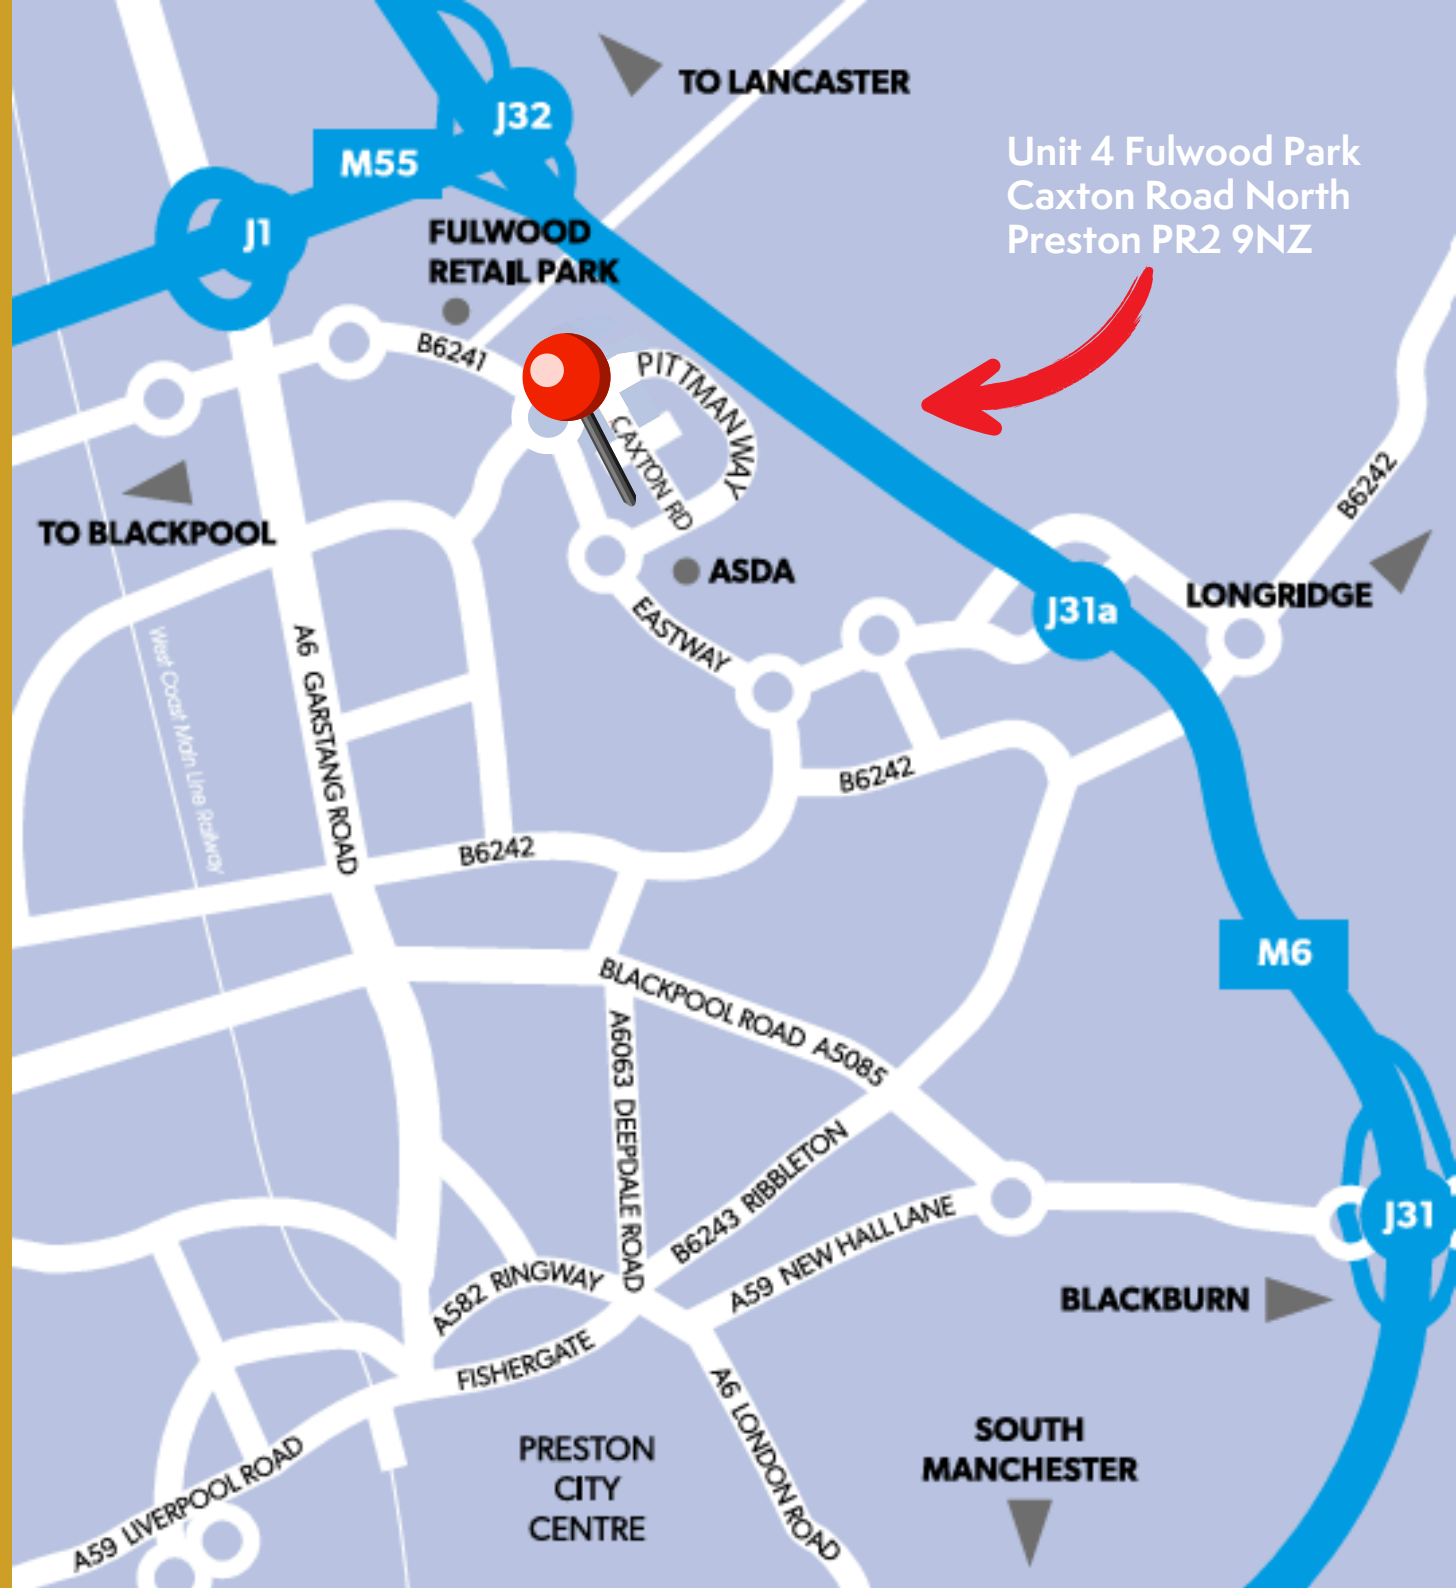 TO LANCASTER
J32
M55
Unit 4 Fulwood Park
Caxton Road North
Preston PR2 9NZ
J1
FULWOOD
RETAIL PARK
B6241
PITTMAN WAY
CAXTON RD
TO BLACKPOOL
B6242
ASDA
LONGRIDGE
J31a
EASTWAY
A6 GARSTANG ROAD
West Coast Main Line Railway
B6242
B6242
M6
BLACKPOOL ROAD A5085
A6063 DEEPDALE ROAD
B6243 RIBBLETON
A59 NEW HALL LANE
J31
A582 RINGWAY
BLACKBURN
FISHERGATE
A6 LONDON ROAD
PRESTON
CITY
CENTRE
SOUTH
MANCHESTER
A59 LIVERPOOL ROAD